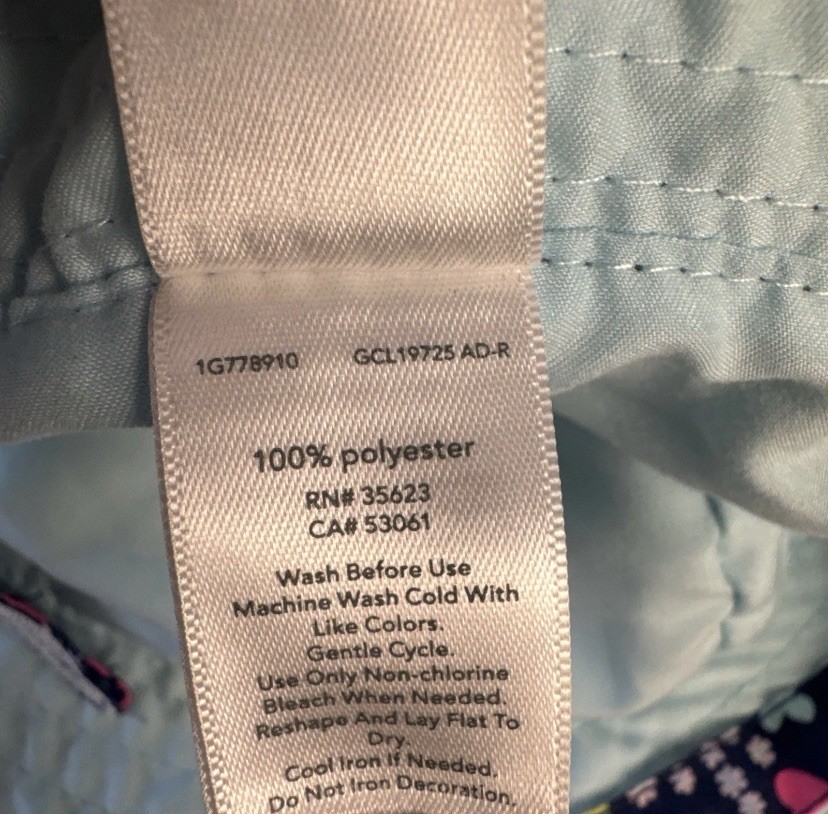 1G778910 GCL19725 AD-R
100% polyester
RN# 35623
CA# 53061
Wash Before Use
Machine Wash Cold With
Like Colors.
Gentle Cycle.
Use Only Non-chlorine
Bleach When Needed.
Reshape And Lay Flat To
Dry.
Cool Iron If Needed.
Do Not Iron Decoration.